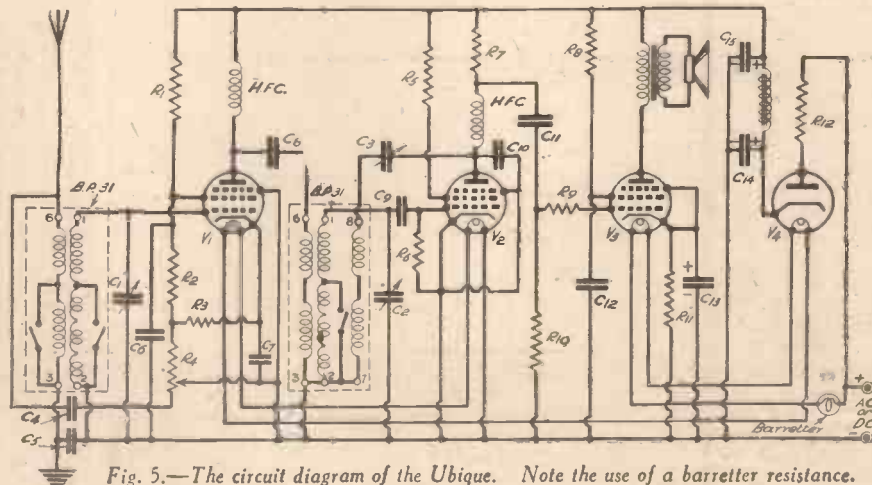 R1
HFC.
C6
R5
R7
HFC
C3
C10
C11
R8
C15
+
R12
C14
+
B.P.31
6
V1
C1
R2
R3
C6
R4
C7
3
C4
C5
B.P.31
6
8
C9
V2
C2
3
2
7
R9
V3
R10
C12
+
C13
-
R11
V4
+
AC
or
DC
-
Barretter
Fig. 5.—The circuit diagram of the Ubique. Note the use of a barretter resistance.